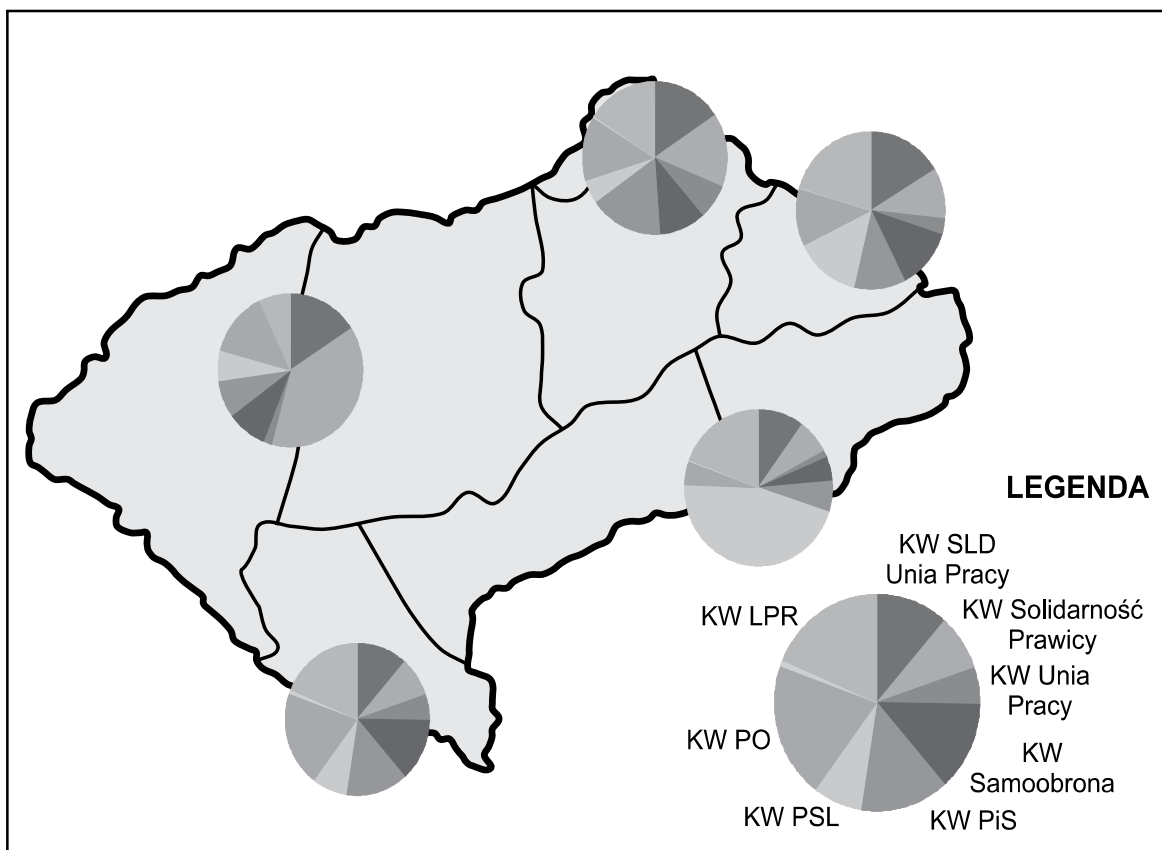 LEGENDA
KW SLD
Unia Pracy
KW LPR
KW Solidarność
Prawicy
KW Unia
Pracy
KW PO
KW
Samoobrona
KW PSL
KW PiS